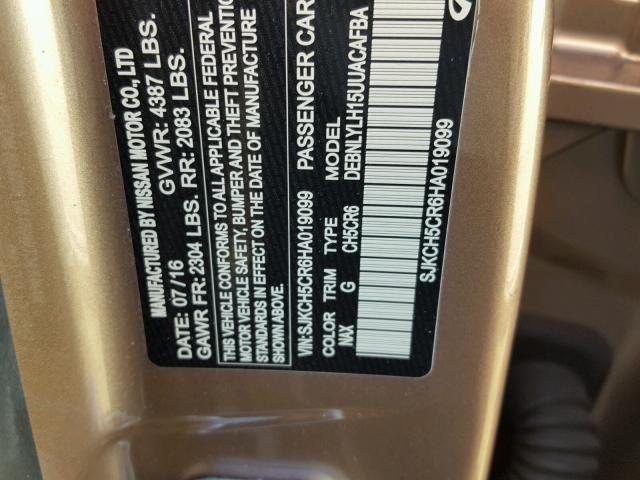 MANUFACTURED BY NISSAN MOTOR CO., LTD
DATE: 07/16 GVWR: 4387 LBS.
GAWR FR: 2304 LBS. RR: 2083 LBS.
THIS VEHICLE CONFORMS TO ALL APPLICABLE FEDERAL
MOTOR VEHICLE SAFETY, BUMPER AND THEFT PREVENTIO
STANDARDS IN EFFECT ON THE DATE OF MANUFACTURE
SHOWN ABOVE.
VIN:SJKCH5CR6HA019099 PASSENGER CAR
COLOR TRIM TYPE MODEL
NAX G CH5CR6 DEBNLYLH15UUACAFBA
SJKCH5CR6HA019099